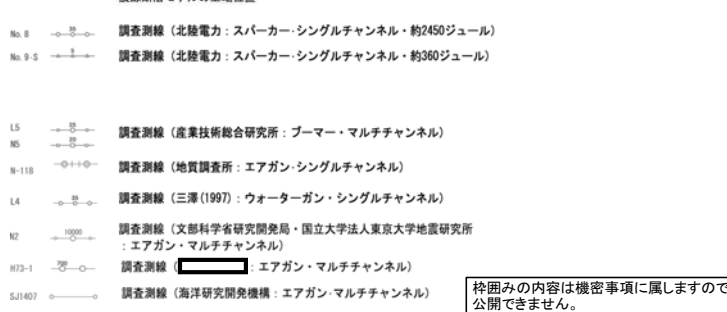 No. 8 35 調査測線（北陸電力：スパーカー・シングルチャンネル・約2450ジュール）
No. 9-S 調査測線（北陸電力：スパーカー・シングルチャンネル・約360ジュール）
L5
N5 調査測線（産業技術総合研究所：ブーマー・マルチチャンネル）
N-118 調査測線（地質調査所：エアガン・シングルチャンネル）
L4 調査測線（三澤(1997)：ウォーターガン・シングルチャンネル）
N2 10000 調査測線（文部科学省研究開発局・国立大学法人東京大学地震研究所
：エアガン・マルチチャンネル）
H73-1 調査測線（ ：エアガン・マルチチャンネル）
SJ1407 調査測線（海洋研究開発機構：エアガン・マルチチャンネル）
枠囲みの内容は機密事項に属しますので
公開できません。